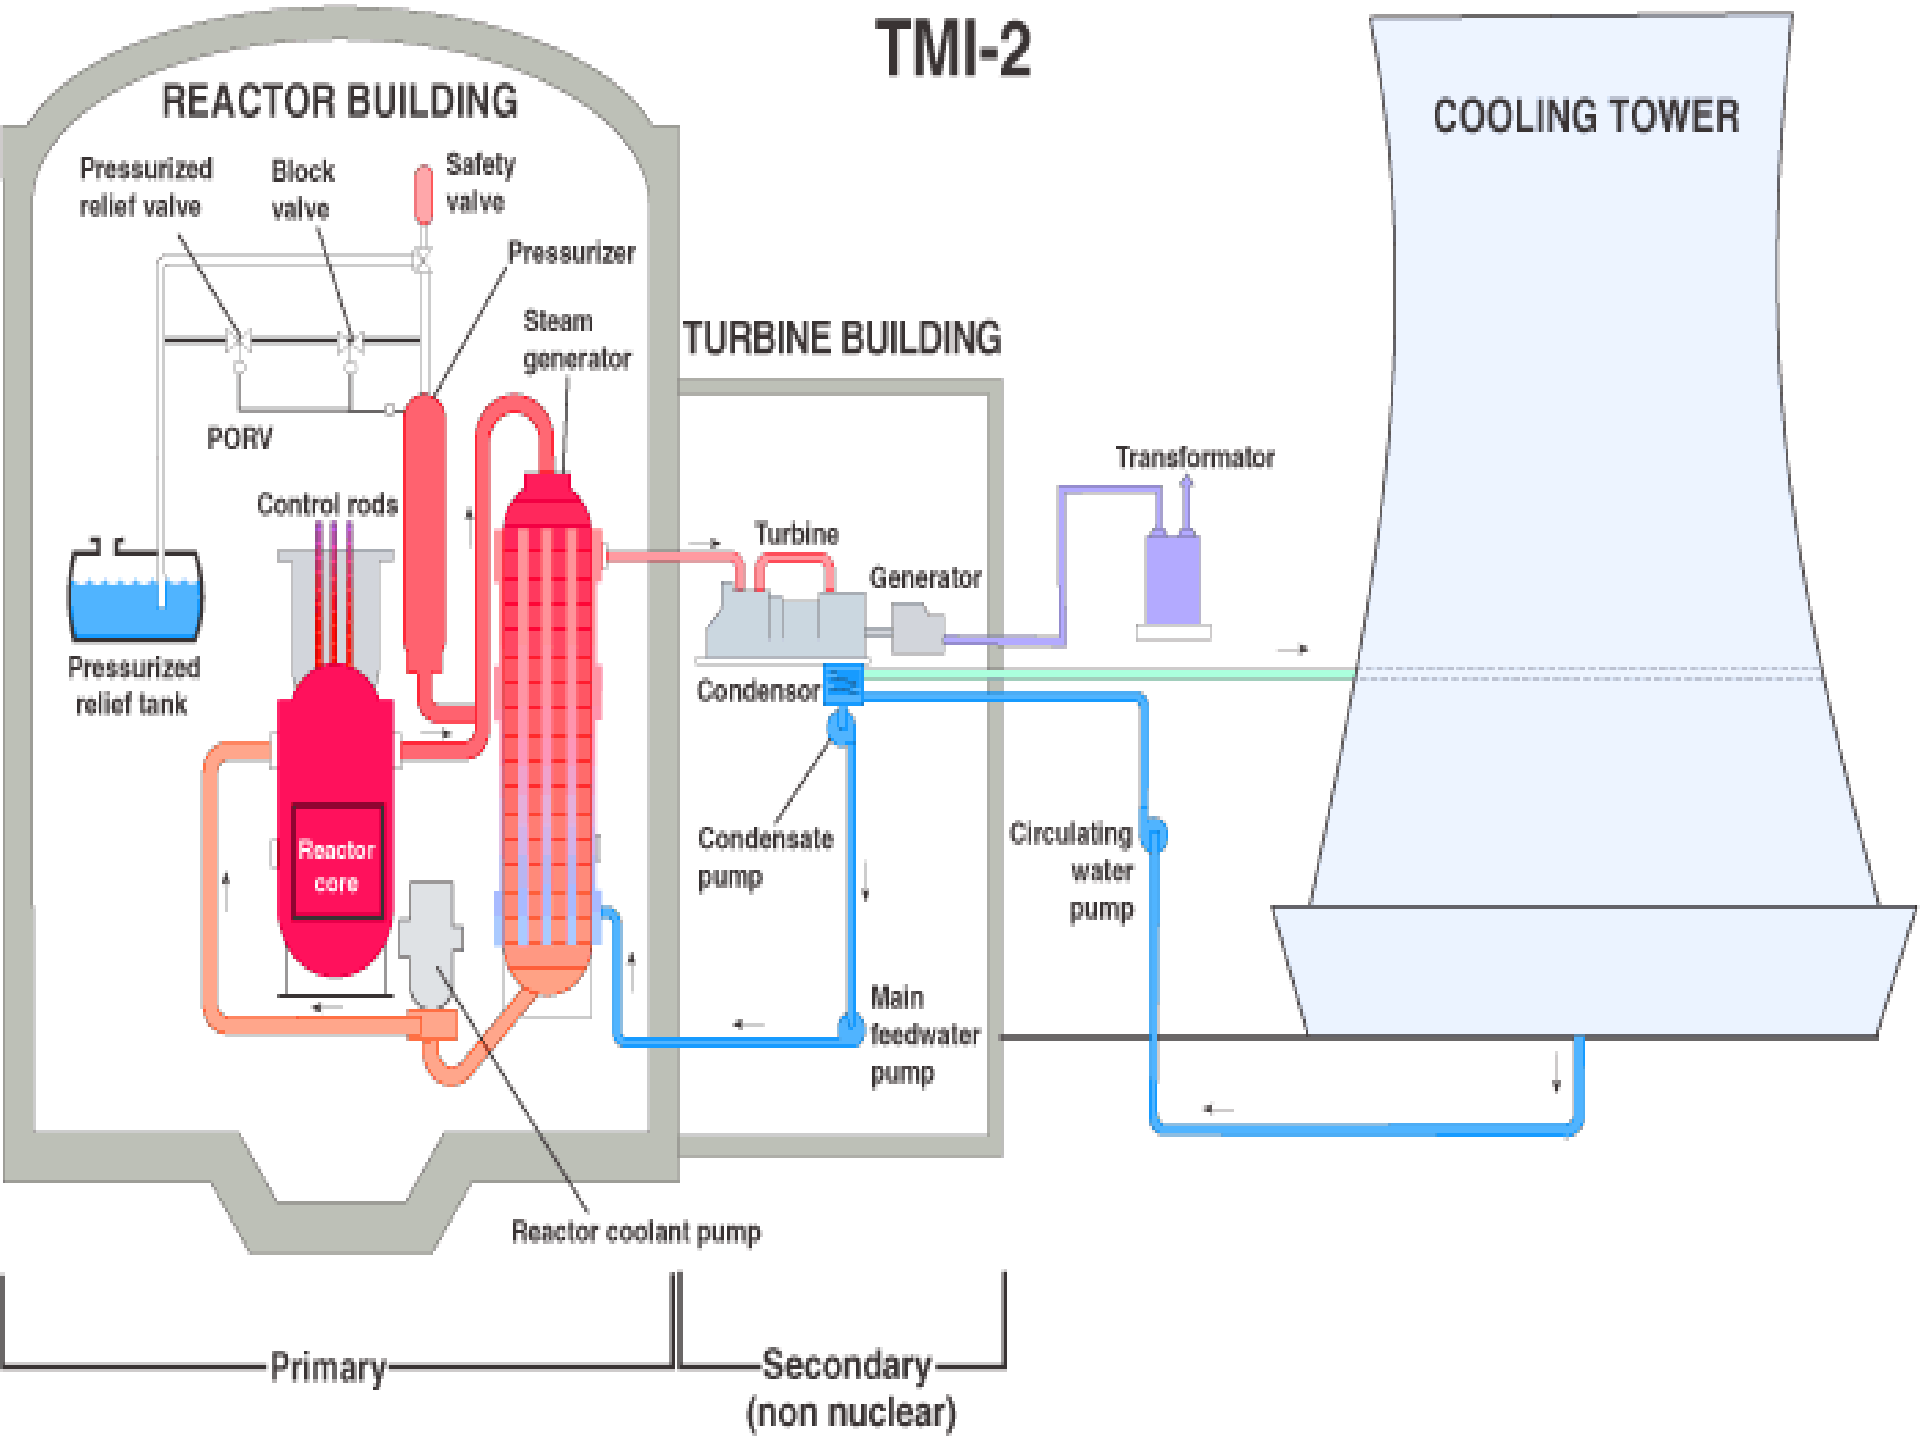 TMI-2
REACTOR BUILDING
COOLING TOWER
Pressurized
relief valve
Block
valve
Safety
valve
Pressurizer
Steam
generator
TURBINE BUILDING
PORV
Control rods
Transformator
Turbine
Generator
Pressurized
relief tank
Condensor
Reactor
core
Condensate
pump
Circulating
water
pump
Main
feedwater
pump
Reactor coolant pump
Primary
Secondary
(non nuclear)